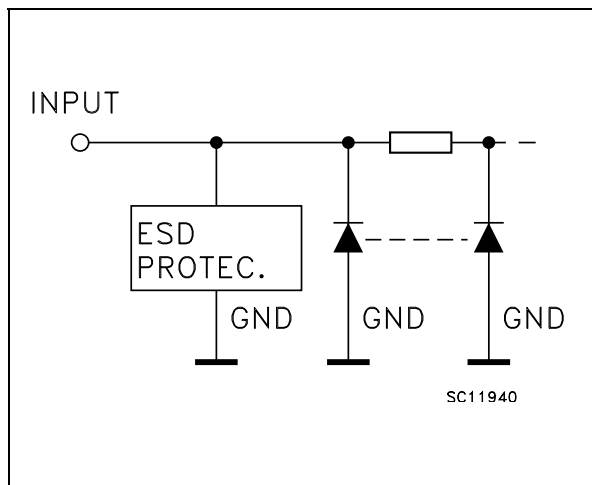 INPUT
ESD
PROTEC.
GND
GND
GND
SC11940